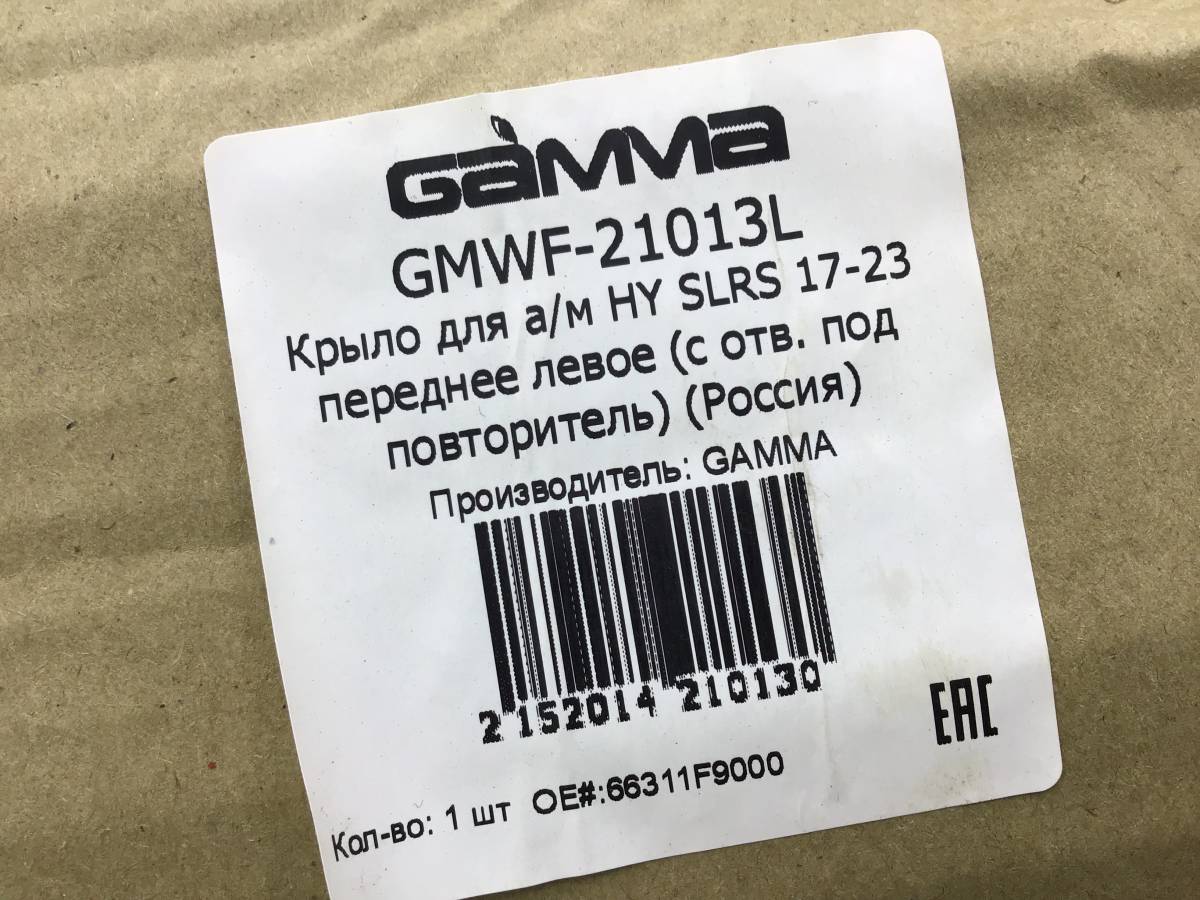 GAMMA
GMWF-21013L
Крыло для а/м HY SLRS 17-23
переднее левое (с отв. под
повторитель) (Россия)
Производитель: GAMMA
2 152014 210130
EAC
Кол-во: 1 шт OE#:66311F9000